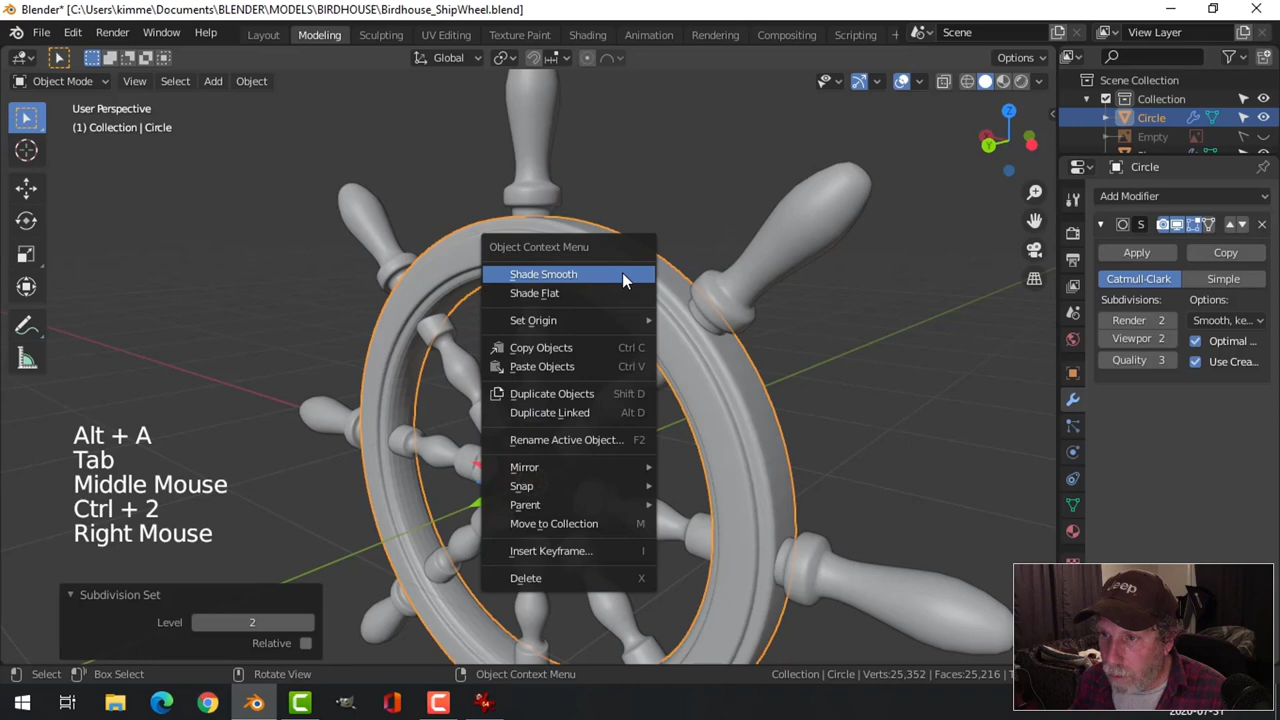 Blender* [C:\Users\kimme\Documents\BLENDER\MODELS\BIRDHOUSE\Birdhouse_ShipWheel.blend]
File Edit Render Window Help Layout Modeling Sculpting UV Editing Texture Paint Shading Animation Rendering Compositing Scripting Scene View Layer
Global Options
Object Mode View Select Add Object
Scene Collection
Collection
Circle
Empty
User Perspective
(1) Collection | Circle
Z
Y
Circle
Add Modifier
S
Apply Copy
Catmull-Clark Simple
Subdivisions: Options:
Render 2 Smooth, ke...
Viewpor 2 Optimal ...
Quality 3 Use Crea...
Object Context Menu
Shade Smooth
Shade Flat
Set Origin
Copy Objects Ctrl C
Paste Objects Ctrl V
Duplicate Objects Shift D
Duplicate Linked Alt D
Rename Active Object... F2
Mirror
Snap
Parent
Move to Collection M
Insert Keyframe... I
Delete X
Alt + A
Tab
Middle Mouse
Ctrl + 2
Right Mouse
Subdivision Set
Level 2
Relative
Jeep
Select Box Select Rotate View Object Context Menu Collection | Circle | Verts:25,352 | Faces:25,216 |